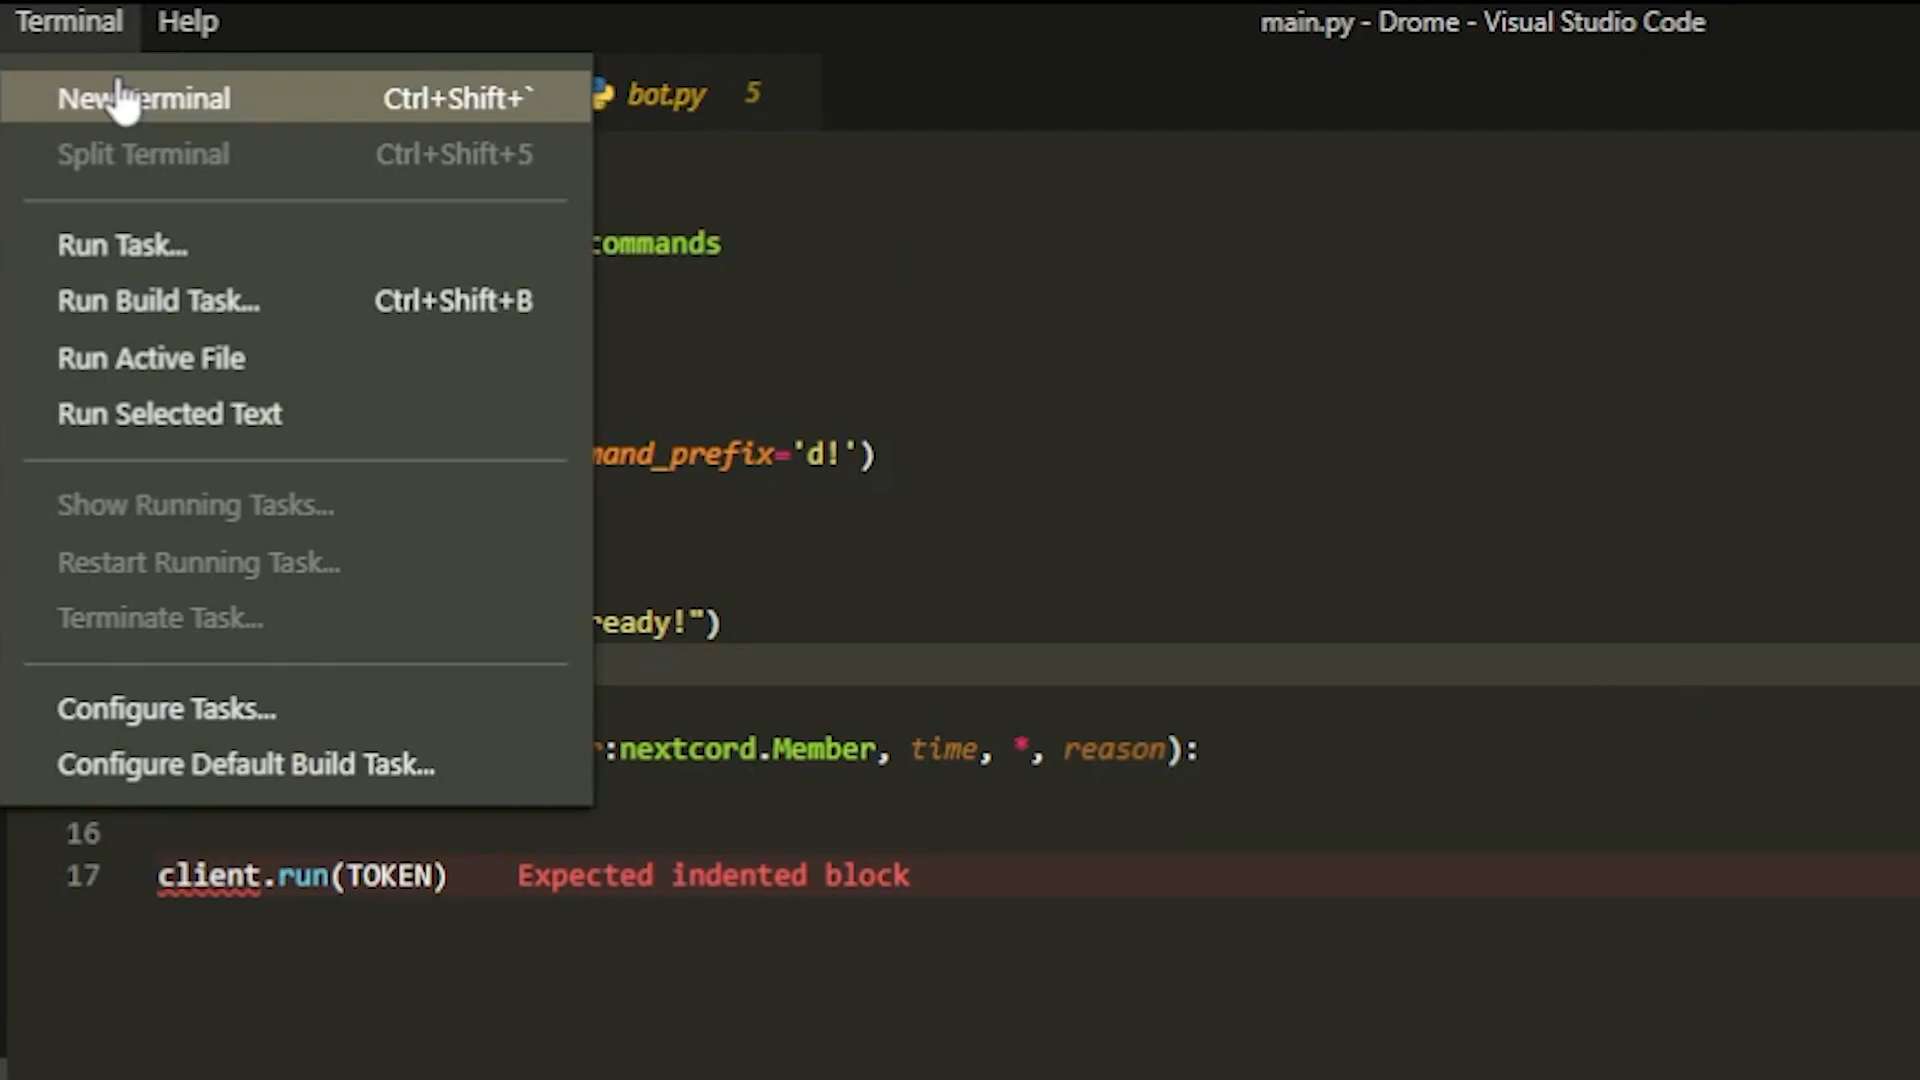 Terminal Help main.py - Drome - Visual Studio Code
New Terminal Ctrl+Shift+`
bot.py 5
Split Terminal Ctrl+Shift+5
Run Task...
commands
Run Build Task... Ctrl+Shift+B
Run Active File
Run Selected Text
mand_prefix='d!')
Show Running Tasks...
Restart Running Task...
Terminate Task...
ready!")
Configure Tasks...
r:nextcord.Member, time, *, reason):
Configure Default Build Task...
16
17 client.run(TOKEN) Expected indented block